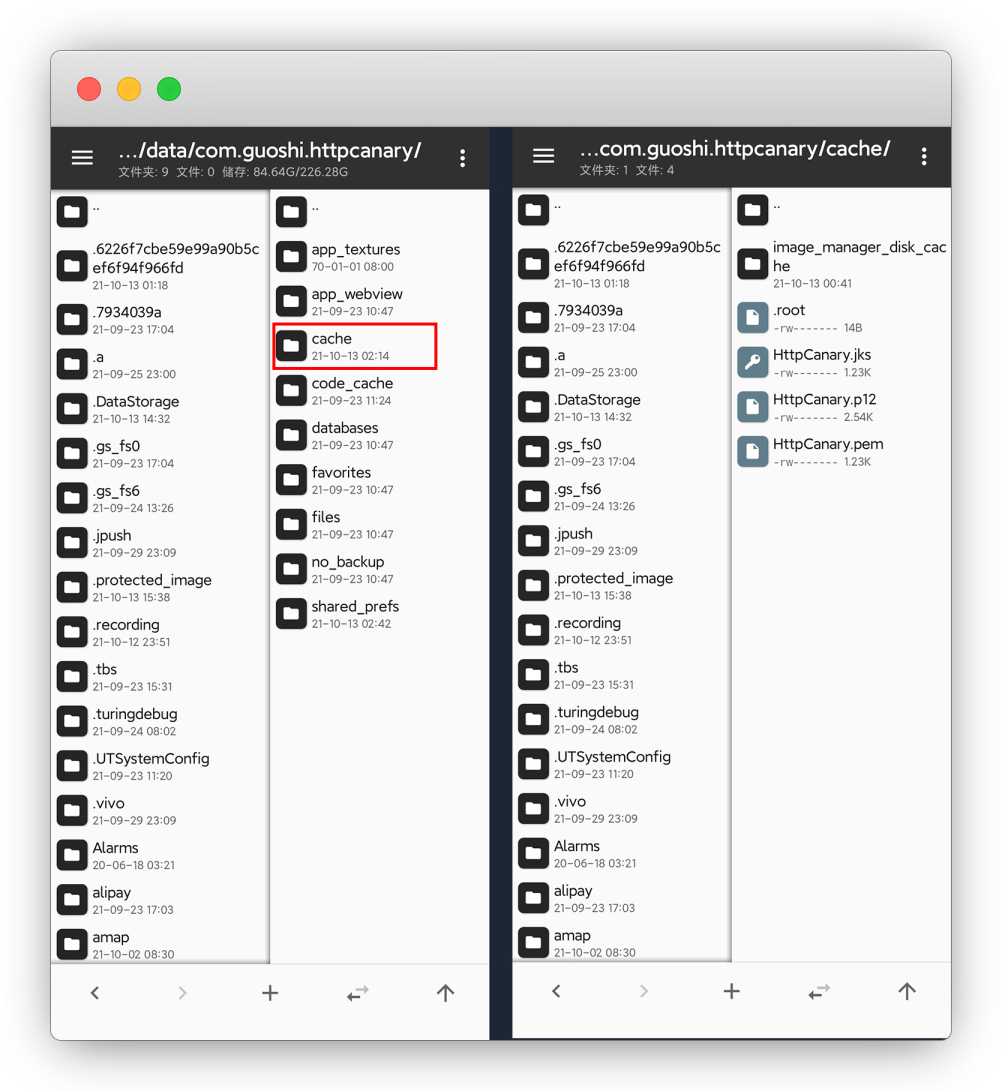 .../data/com.guoshi.httpcanary/
文件夹: 9 文件: 0 储存: 84.64G/226.28G
..
.6226f7cbe59e99a90b5c
ef6f94f966fd
21-10-13 01:18
.7934039a
21-09-23 17:04
.a
21-09-25 23:00
.DataStorage
21-10-13 14:32
.gs_fs0
21-09-23 17:04
.gs_fs6
21-09-24 13:26
.jpush
21-09-29 23:09
.protected_image
21-10-13 15:38
.recording
21-10-12 23:51
.tbs
21-09-23 15:31
.turingdebug
21-09-24 08:02
.UTSystemConfig
21-09-23 11:20
.vivo
21-09-29 23:09
Alarms
20-06-18 03:21
alipay
21-09-23 17:03
amap
21-10-02 08:30
..
app_textures
70-01-01 08:00
app_webview
21-09-23 10:47
cache
21-10-13 02:14
code_cache
21-09-23 11:24
databases
21-09-23 10:47
favorites
21-09-23 10:47
files
21-09-23 10:47
no_backup
21-09-23 10:47
shared_prefs
21-10-13 02:42
...com.guoshi.httpcanary/cache/
文件夹: 1 文件: 4
..
.6226f7cbe59e99a90b5c
ef6f94f966fd
21-10-13 01:18
.7934039a
21-09-23 17:04
.a
21-09-25 23:00
.DataStorage
21-10-13 14:32
.gs_fs0
21-09-23 17:04
.gs_fs6
21-09-24 13:26
.jpush
21-09-29 23:09
.protected_image
21-10-13 15:38
.recording
21-10-12 23:51
.tbs
21-09-23 15:31
.turingdebug
21-09-24 08:02
.UTSystemConfig
21-09-23 11:20
.vivo
21-09-29 23:09
Alarms
20-06-18 03:21
alipay
21-09-23 17:03
amap
21-10-02 08:30
..
image_manager_disk_cac
he
21-10-13 00:41
.root
-rw------- 14B
HttpCanary.jks
-rw------- 1.23K
HttpCanary.p12
-rw------- 2.54K
HttpCanary.pem
-rw------- 1.23K